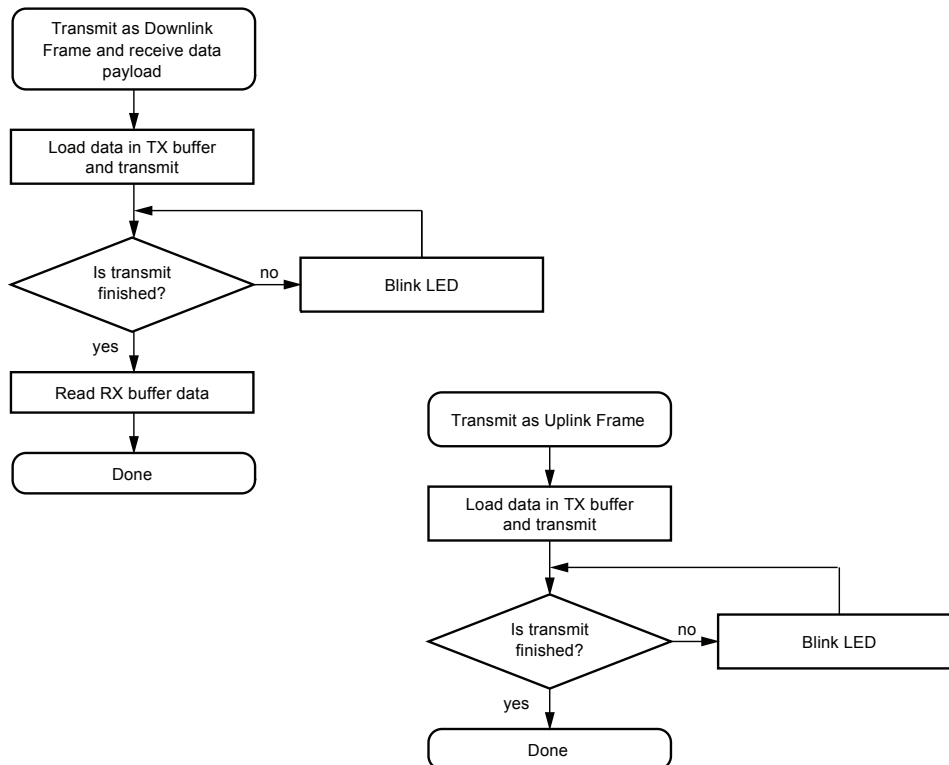 Transmit as Downlink
Frame and receive data
payload
Load data in TX buffer
and transmit
Is transmit
finished?
no
Blink LED
yes
Read RX buffer data
Done
Transmit as Uplink Frame
Load data in TX buffer
and transmit
Is transmit
finished?
no
Blink LED
yes
Done